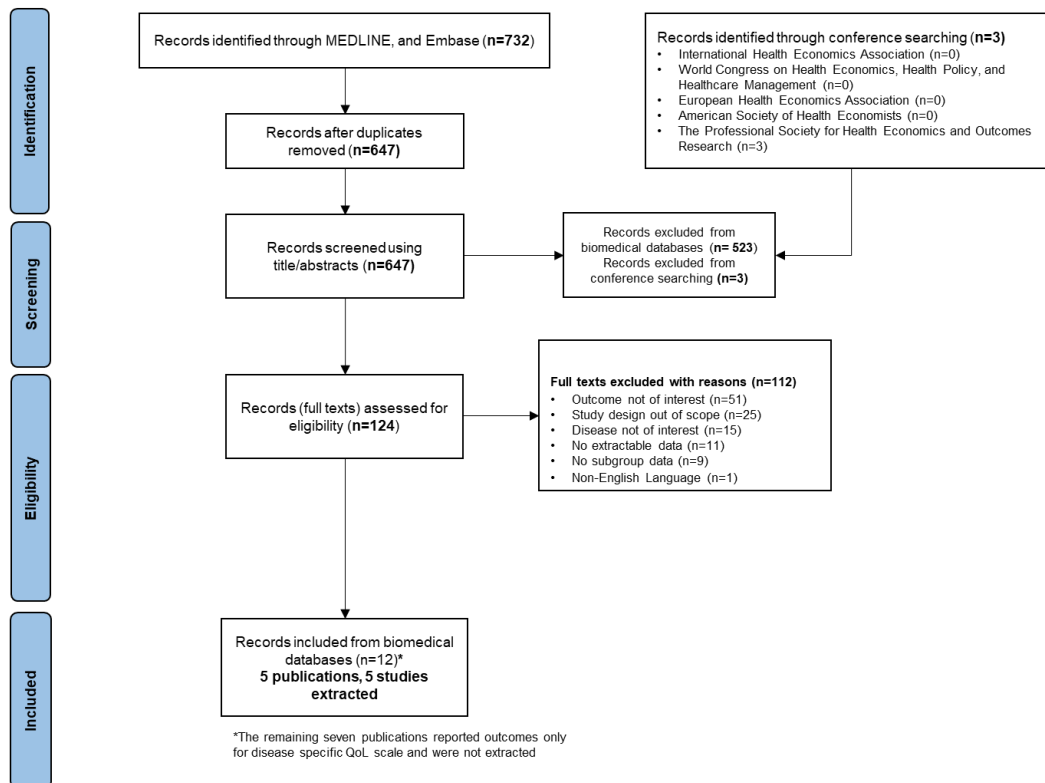 Identification
Records identified through MEDLINE, and Embase (n=732)
Records identified through conference searching (n=3)
• International Health Economics Association (n=0)
• World Congress on Health Economics, Health Policy, and
Healthcare Management (n=0)
• European Health Economics Association (n=0)
• American Society of Health Economists (n=0)
• The Professional Society for Health Economics and Outcomes
Research (n=3)
Records after duplicates
removed (n=647)
Screening
Records screened using
title/abstracts (n=647)
Records excluded from
biomedical databases (n= 523)
Records excluded from
conference searching (n=3)
Eligibility
Records (full texts) assessed for
eligibility (n=124)
Full texts excluded with reasons (n=112)
• Outcome not of interest (n=51)
• Study design out of scope (n=25)
• Disease not of interest (n=15)
• No extractable data (n=11)
• No subgroup data (n=9)
• Non-English Language (n=1)
Included
Records included from biomedical
databases (n=12)*
5 publications, 5 studies
extracted
*The remaining seven publications reported outcomes only
for disease specific QoL scale and were not extracted